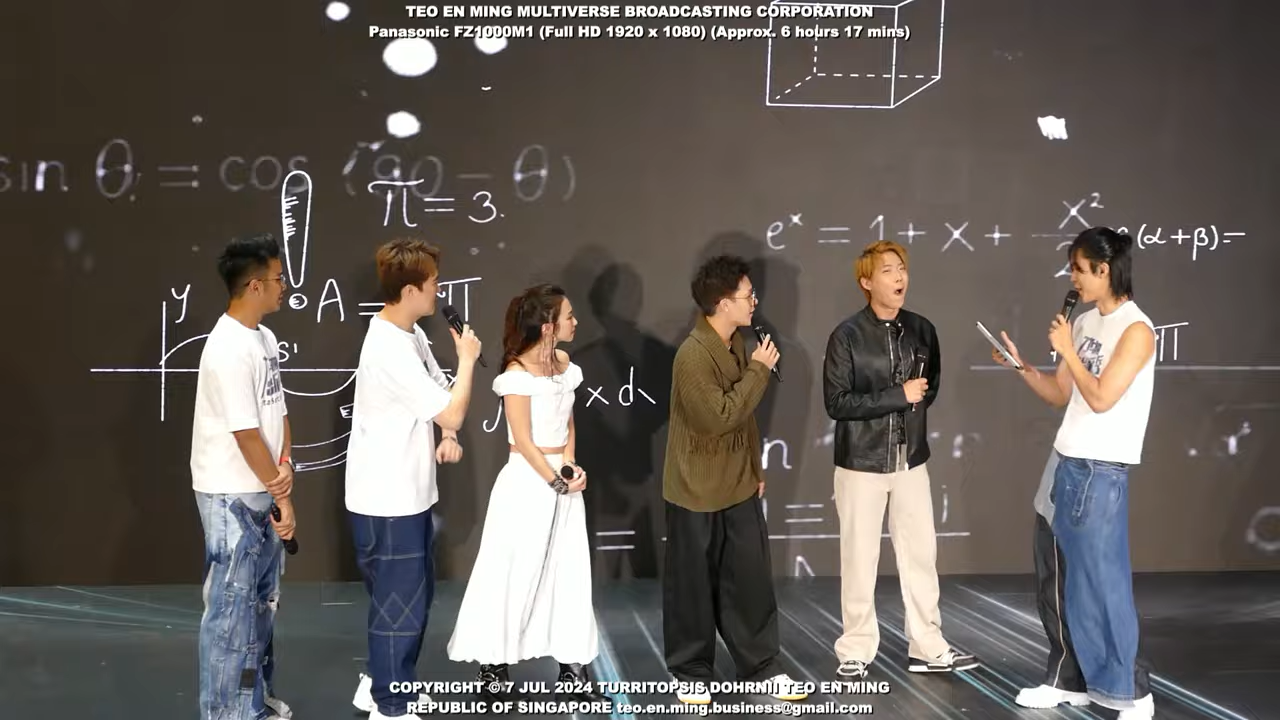 TEO EN MING MULTIVERSE BROADCASTING CORPORATION
Panasonic FZ1000M1 (Full HD 1920 x 1080) (Approx. 6 hours 17 mins)
sin θ = cos (90 - θ)
π = 3.
e^x = 1 + x + x²
(α+β)=
y
A = π
x d
COPYRIGHT © 7 JUL 2024 TURRITOPSIS DOHRNII TEO EN MING
REPUBLIC OF SINGAPORE teo.en.ming.business@gmail.com